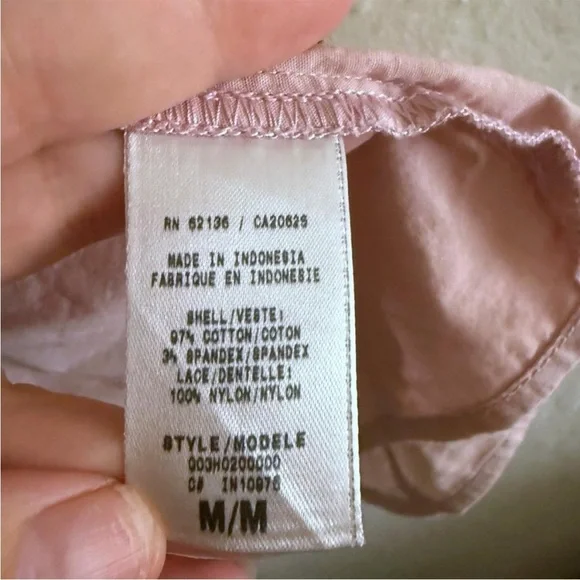 RN 62136 / CA20625
MADE IN INDONESIA
FABRIQUE EN INDONESIE
SHELL/VESTE:
97% COTTON/COTON
3% SPANDEX/SPANDEX
LACE/DENTELLE:
100% NYLON/NYLON
STYLE/MODELE
003H0200000
C# IN10976
M/M